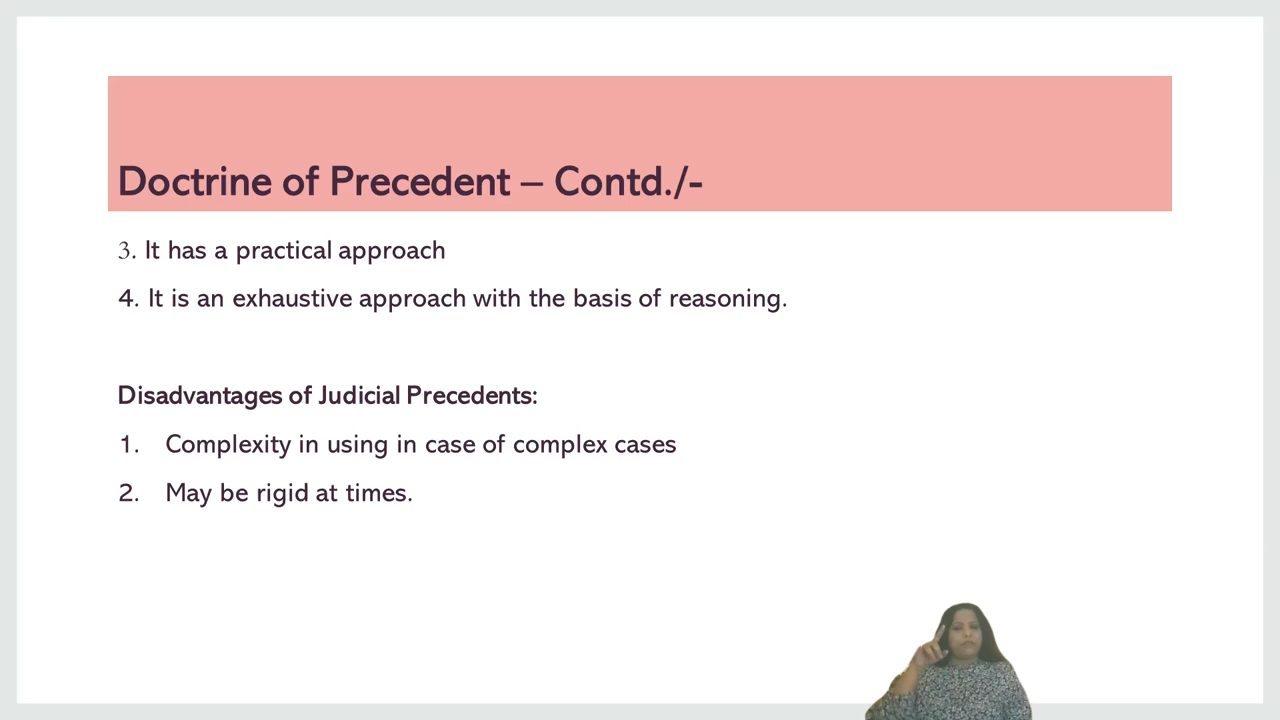 Doctrine of Precedent – Contd./-
3. It has a practical approach
4. It is an exhaustive approach with the basis of reasoning.
Disadvantages of Judicial Precedents:
1. Complexity in using in case of complex cases
2. May be rigid at times.